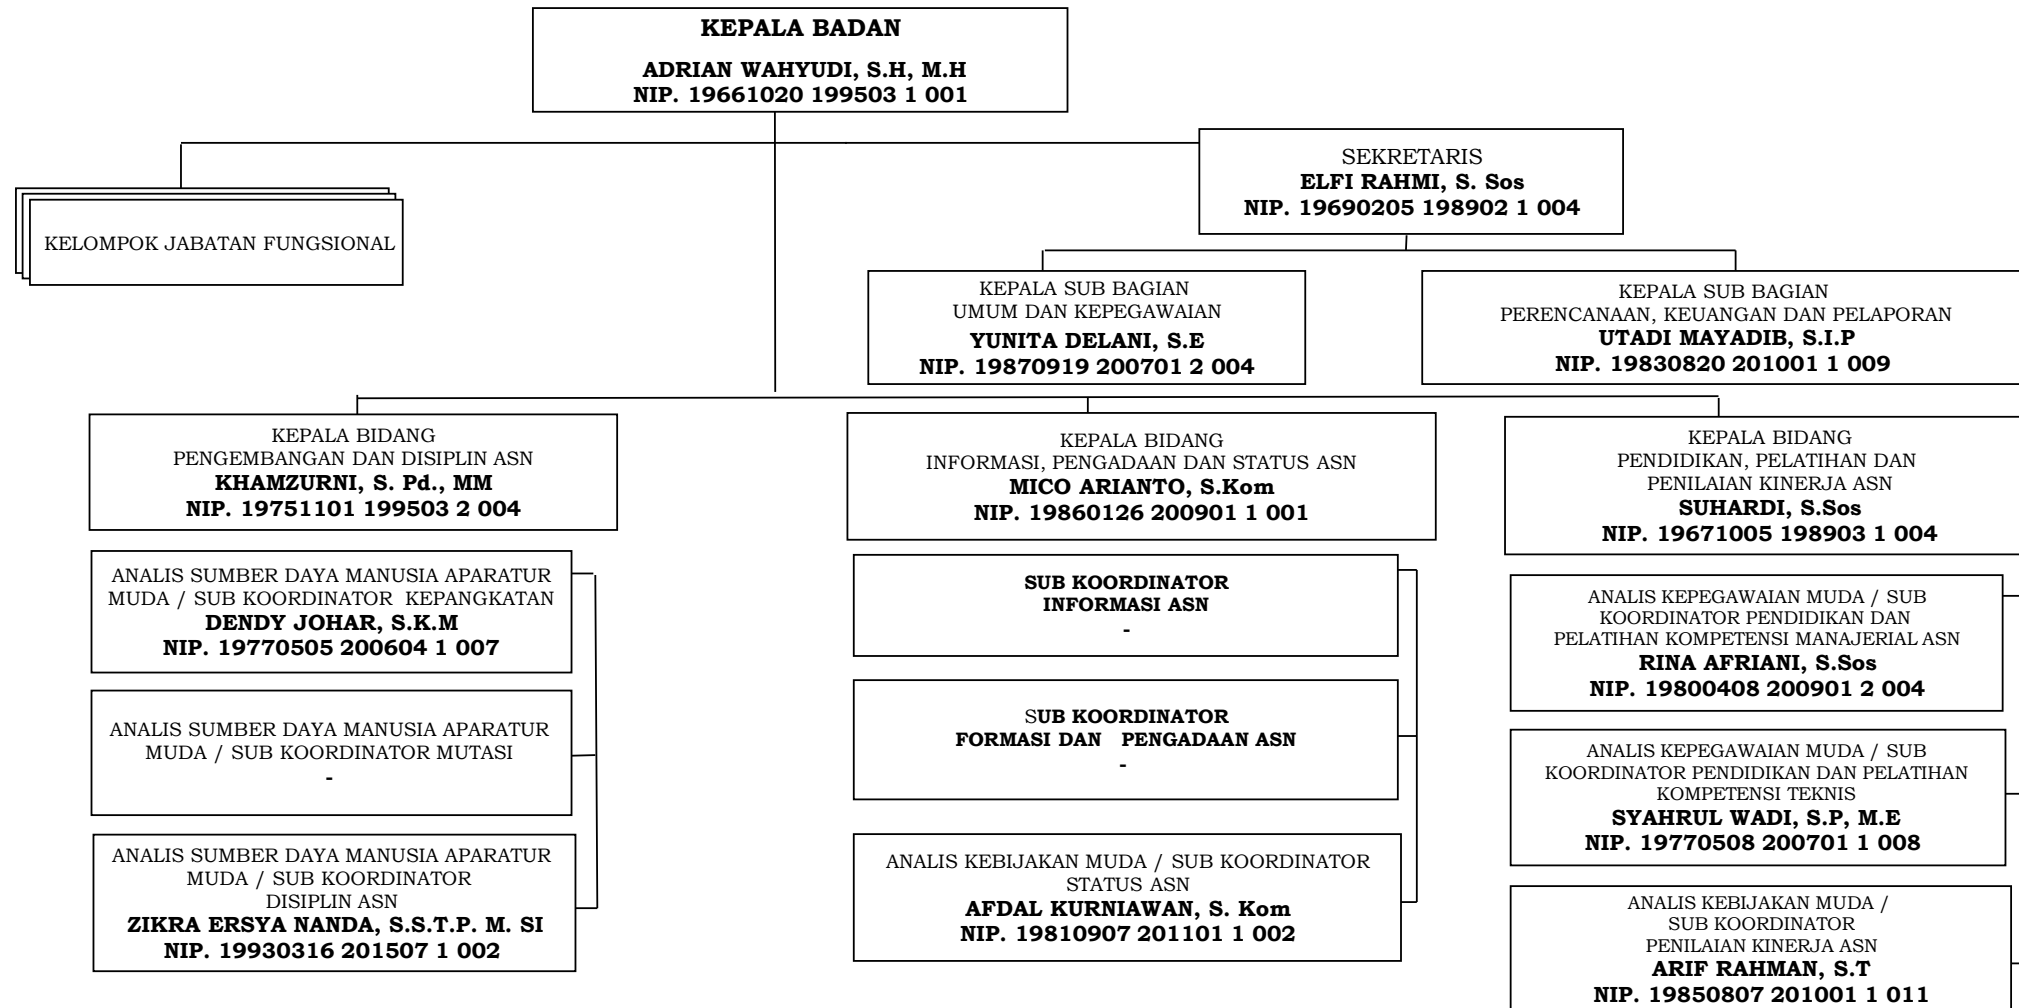 KEPALA BADAN
ADRIAN WAHYUDI, S.H, M.H
NIP. 19661020 199503 1 001
SEKRETARIS
ELFI RAHMI, S. Sos
NIP. 19690205 198902 1 004
KELOMPOK JABATAN FUNGSIONAL
KEPALA SUB BAGIAN
UMUM DAN KEPEGAWAIAN
YUNITA DELANI, S.E
NIP. 19870919 200701 2 004
KEPALA SUB BAGIAN
PERENCANAAN, KEUANGAN DAN PELAPORAN
UTADI MAYADIB, S.I.P
NIP. 19830820 201001 1 009
KEPALA BIDANG
PENGEMBANGAN DAN DISIPLIN ASN
KHAMZURNI, S. Pd., MM
NIP. 19751101 199503 2 004
ANALIS SUMBER DAYA MANUSIA APARATUR
MUDA / SUB KOORDINATOR KEPANGKATAN
DENDY JOHAR, S.K.M
NIP. 19770505 200604 1 007
ANALIS SUMBER DAYA MANUSIA APARATUR
MUDA / SUB KOORDINATOR MUTASI
-
ANALIS SUMBER DAYA MANUSIA APARATUR
MUDA / SUB KOORDINATOR
DISIPLIN ASN
ZIKRA ERSYA NANDA, S.S.T.P. M. SI
NIP. 19930316 201507 1 002
KEPALA BIDANG
INFORMASI, PENGADAAN DAN STATUS ASN
MICO ARIANTO, S.Kom
NIP. 19860126 200901 1 001
SUB KOORDINATOR
INFORMASI ASN
-
SUB KOORDINATOR
FORMASI DAN PENGADAAN ASN
-
ANALIS KEBIJAKAN MUDA / SUB KOORDINATOR
STATUS ASN
AFDAL KURNIAWAN, S. Kom
NIP. 19810907 201101 1 002
KEPALA BIDANG
PENDIDIKAN, PELATIHAN DAN
PENILAIAN KINERJA ASN
SUHARDI, S.Sos
NIP. 19671005 198903 1 004
ANALIS KEPEGAWAIAN MUDA / SUB
KOORDINATOR PENDIDIKAN DAN
PELATIHAN KOMPETENSI MANAJERIAL ASN
RINA AFRIANI, S.Sos
NIP. 19800408 200901 2 004
ANALIS KEPEGAWAIAN MUDA / SUB
KOORDINATOR PENDIDIKAN DAN PELATIHAN
KOMPETENSI TEKNIS
SYAHRUL WADI, S.P, M.E
NIP. 19770508 200701 1 008
ANALIS KEBIJAKAN MUDA /
SUB KOORDINATOR
PENILAIAN KINERJA ASN
ARIF RAHMAN, S.T
NIP. 19850807 201001 1 011